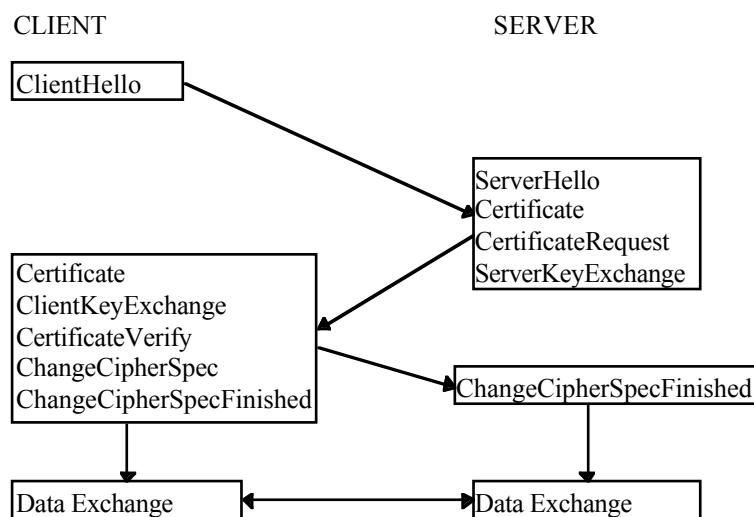 CLIENT
SERVER
ClientHello
ServerHello
Certificate
CertificateRequest
ServerKeyExchange
Certificate
ClientKeyExchange
CertificateVerify
ChangeCipherSpec
ChangeCipherSpecFinished
ChangeCipherSpecFinished
Data Exchange
Data Exchange